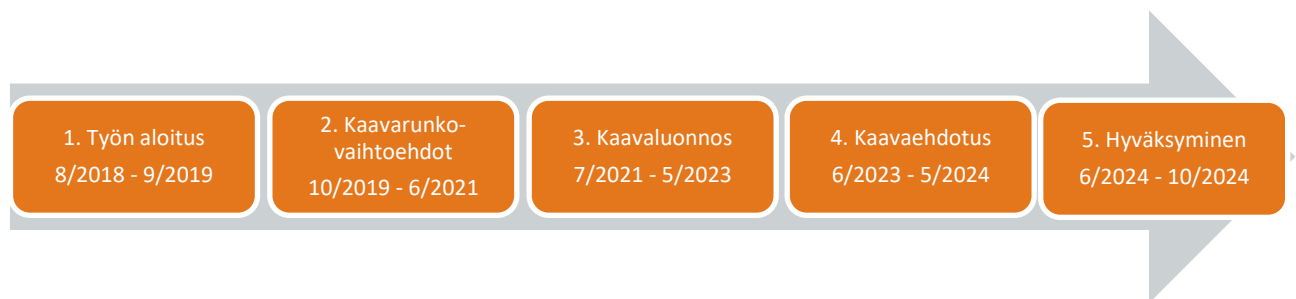 1. Työn aloitus
8/2018 - 9/2019
2. Kaavarunko-
vaihtoehdot
10/2019 - 6/2021
3. Kaavaluonnos
7/2021 - 5/2023
4. Kaavaehdotus
6/2023 - 5/2024
5. Hyväksyminen
6/2024 - 10/2024